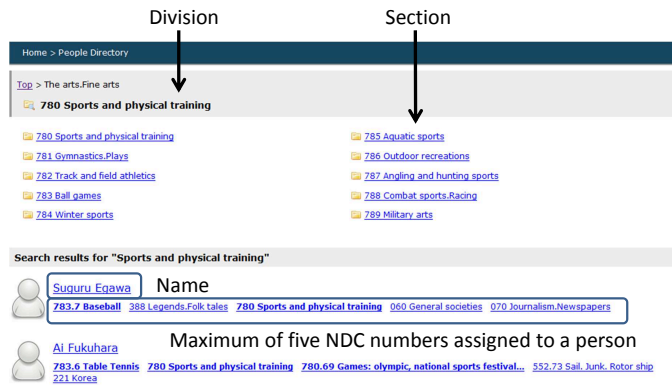 Division
Section
Home > People Directory
Top > The arts.Fine arts
780 Sports and physical training
780 Sports and physical training
785 Aquatic sports
781 Gymnastics.Plays
786 Outdoor recreations
782 Track and field athletics
787 Angling and hunting sports
783 Ball games
788 Combat sports.Racing
784 Winter sports
789 Military arts
Search results for "Sports and physical training"
Suguru Egawa
Name
783.7 Baseball 388 Legends.Folk tales 780 Sports and physical training 060 General societies 070 Journalism.Newspapers
Maximum of five NDC numbers assigned to a person
Ai Fukuhara
783.6 Table Tennis 780 Sports and physical training 780.69 Games: olympic, national sports festival... 552.73 Sail. Junk. Rotor ship
221 Korea